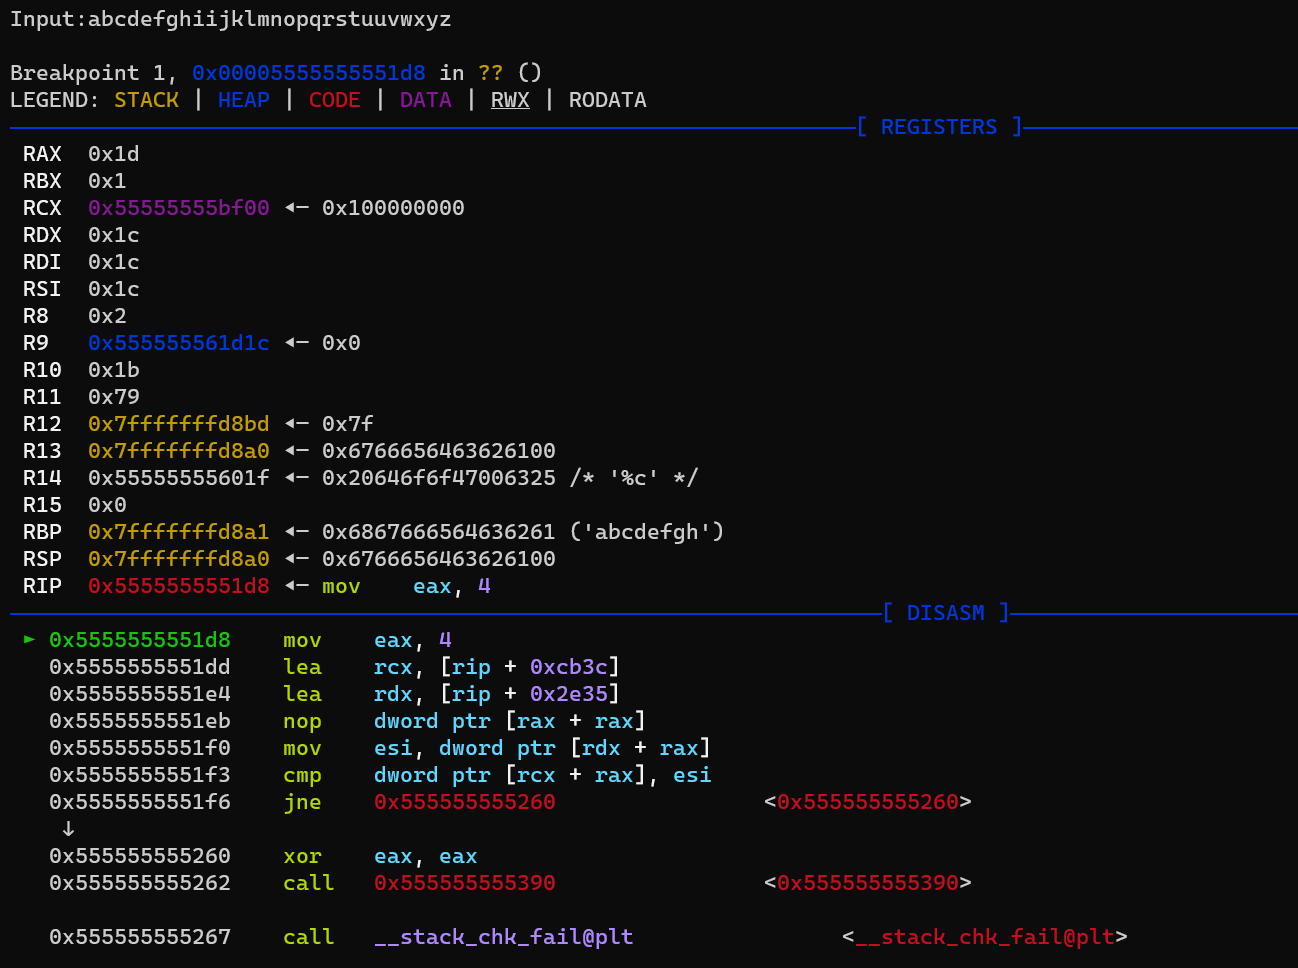 Input:abcdefghiijklmnopqrstuuvwxyz
Breakpoint 1, 0x00005555555551d8 in ?? ()
LEGEND: STACK | HEAP | CODE | DATA | RWX | RODATA
[ REGISTERS ]
RAX  0x1d
RBX  0x1
RCX  0x55555555bf00 ◂— 0x100000000
RDX  0x1c
RDI  0x1c
RSI  0x1c
R8   0x2
R9   0x555555561d1c ◂— 0x0
R10  0x1b
R11  0x79
R12  0x7fffffffd8bd ◂— 0x7f
R13  0x7fffffffd8a0 ◂— 0x6766656463626100
R14  0x55555555601f ◂— 0x20646f6f47006325 /* '%c' */
R15  0x0
RBP  0x7fffffffd8a1 ◂— 0x6867666564636261 ('abcdefgh')
RSP  0x7fffffffd8a0 ◂— 0x6766656463626100
RIP  0x5555555551d8 ◂— mov    eax, 4
[ DISASM ]
► 0x5555555551d8    mov    eax, 4
0x5555555551dd    lea    rcx, [rip + 0xcb3c]
0x5555555551e4    lea    rdx, [rip + 0x2e35]
0x5555555551eb    nop    dword ptr [rax + rax]
0x5555555551f0    mov    esi, dword ptr [rdx + rax]
0x5555555551f3    cmp    dword ptr [rcx + rax], esi
0x5555555551f6    jne    0x555555555260                <0x555555555260>
↓
0x555555555260    xor    eax, eax
0x555555555262    call   0x555555555390                <0x555555555390>
0x555555555267    call   __stack_chk_fail@plt                <__stack_chk_fail@plt>